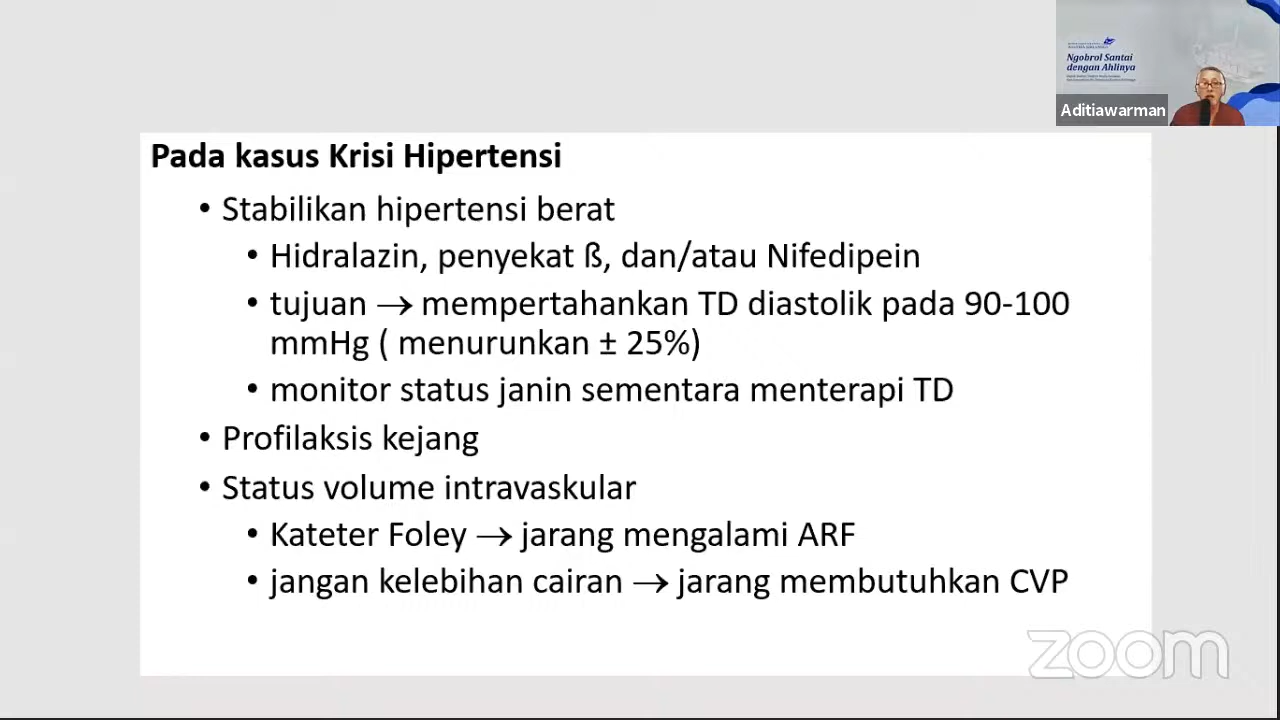 Ngobrol Santai
dengan Ahlinya
Aditiawarman
Pada kasus Krisi Hipertensi
• Stabilikan hipertensi berat
• Hidralazin, penyekat ß, dan/atau Nifedipein
• tujuan → mempertahankan TD diastolik pada 90-100
mmHg ( menurunkan ± 25%)
• monitor status janin sementara menterapi TD
• Profilaksis kejang
• Status volume intravaskular
• Kateter Foley → jarang mengalami ARF
• jangan kelebihan cairan → jarang membutuhkan CVP
zoom